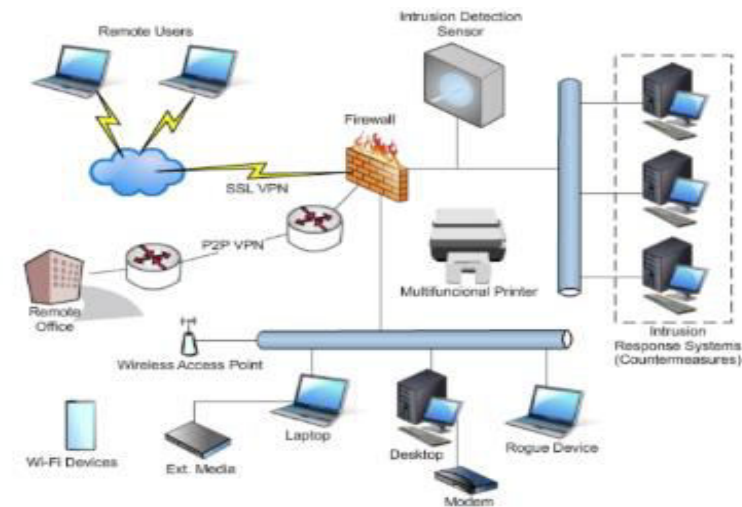 Remote Users
Intrusion Detection
Sensor
Firewall
SSL VPN
P2P VPN
Remote
Office
Multifuncional Printer
Intrusion
Response Systems
(Countermeasures)
Wireless Access Point
Wi-Fi Devices
Ext. Media
Laptop
Desktop
Rogue Device
Modem